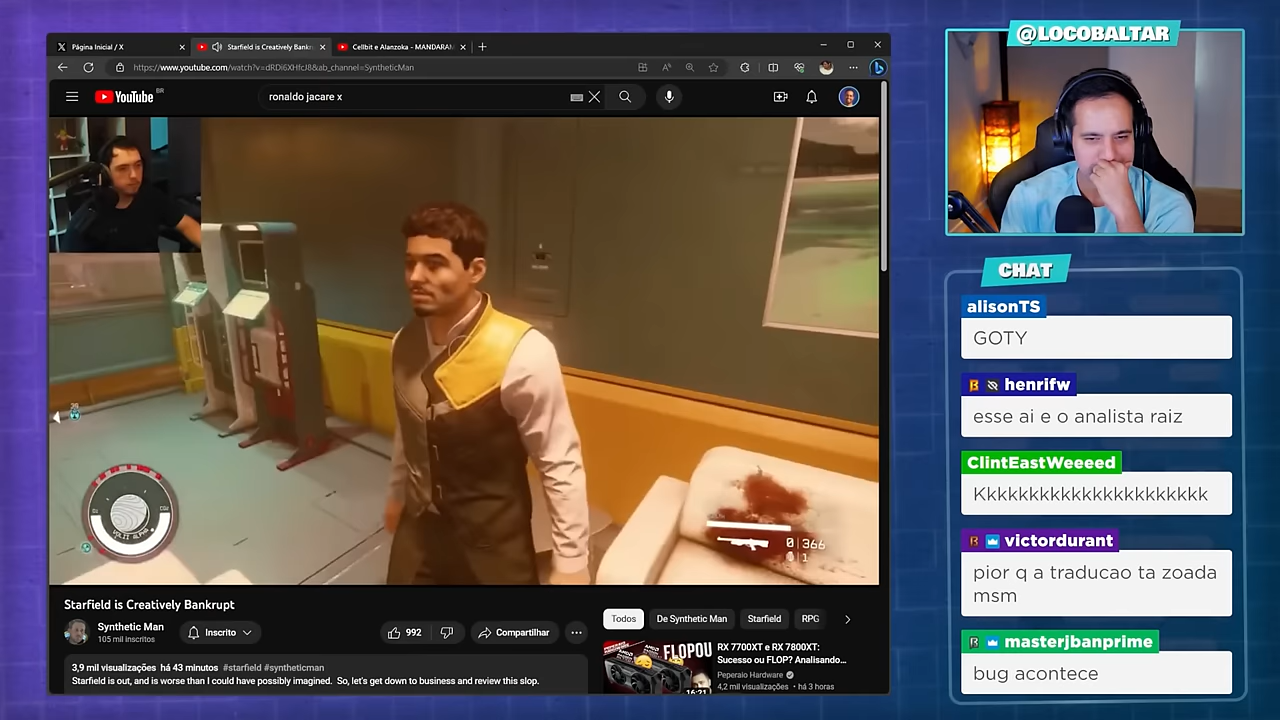 Página Inicial / X
Starfield is Creatively Bankr
Cellbit e Alanzoka - MANDARAM
https://www.youtube.com/watch?v=dRDi6XHfcJ8&ab_channel=SyntheticMan
YouTube BR
ronaldo jacare x
0 366
1
Starfield is Creatively Bankrupt
Synthetic Man
105 mil inscritos
Inscrito
992
Compartilhar
3,9 mil visualizações há 43 minutos #starfield #syntheticman
Starfield is out, and is worse than I could have possibly imagined. So, let's get down to business and review this slop.
Todos
De Synthetic Man
Starfield
RPG
FLOPOU
16:21
RX 7700XT e RX 7800XT:
Sucesso ou FLOP? Analisando...
Peperaio Hardware
4,2 mil visualizações • há 3 horas
@LOCOBALTAR
CHAT
alisonTS
GOTY
henrifw
esse ai e o analista raiz
ClintEastWeeeed
Kkkkkkkkkkkkkkkkkkkkkk
victordurant
pior q a traducao ta zoada
msm
masterjbanprime
bug acontece